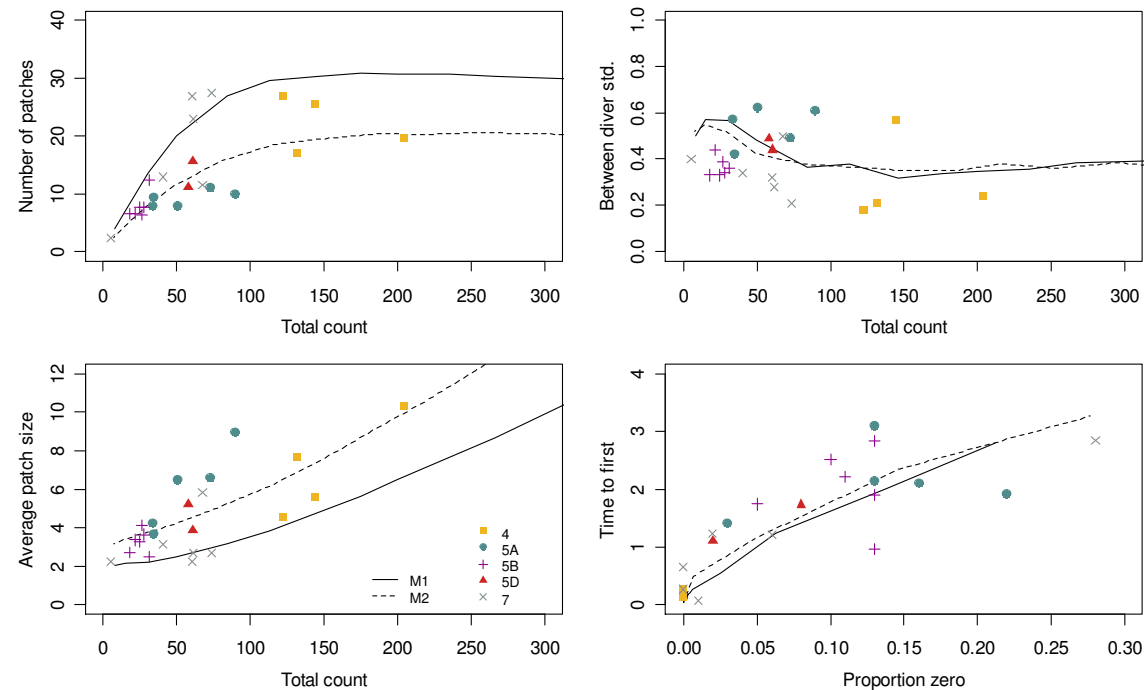 Number of patches
40
30
20
10
0
0 50 100 150 200 250 300
Total count
Between diver std.
1.0
0.8
0.6
0.4
0.2
0.0
0 50 100 150 200 250 300
Total count
Average patch size
12
10
8
6
4
2
0
M1
M2
4
5A
5B
5D
7
0 50 100 150 200 250 300
Total count
Time to first
4
3
2
1
0
0.00 0.05 0.10 0.15 0.20 0.25 0.30
Proportion zero